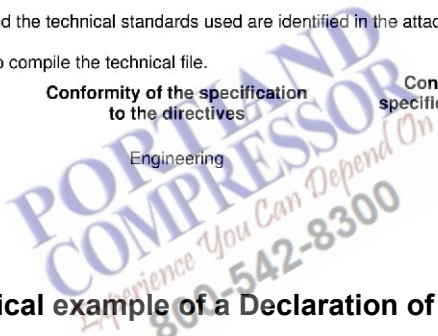 d the technical standards used are identified in the attac
o compile the technical file.
Conformity of the specification
to the directives
Con
specific
Engineering
PORTLAND
COMPRESSOR
Experience You Can Depend On
800-542-8300
ical example of a Declaration of